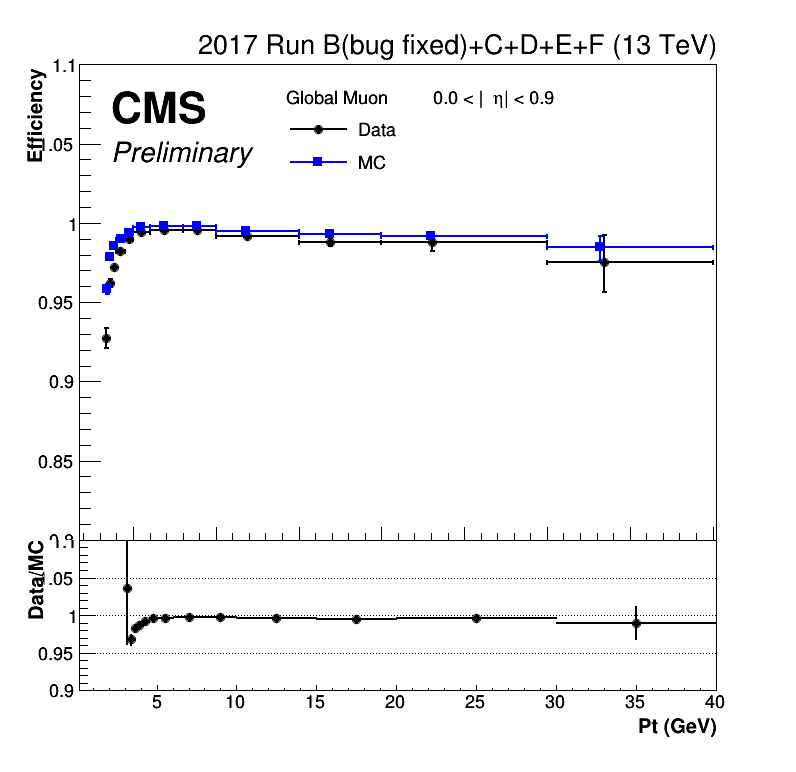 2017 Run B(bug fixed)+C+D+E+F (13 TeV)
Efficiency
1.1
1.05
1
0.95
0.9
0.85
0.8
CMS
Preliminary
Global Muon 0.0 < | η| < 0.9
Data
MC
Data/MC
1.1
1.05
1
0.95
0.9
5 10 15 20 25 30 35 40
Pt (GeV)